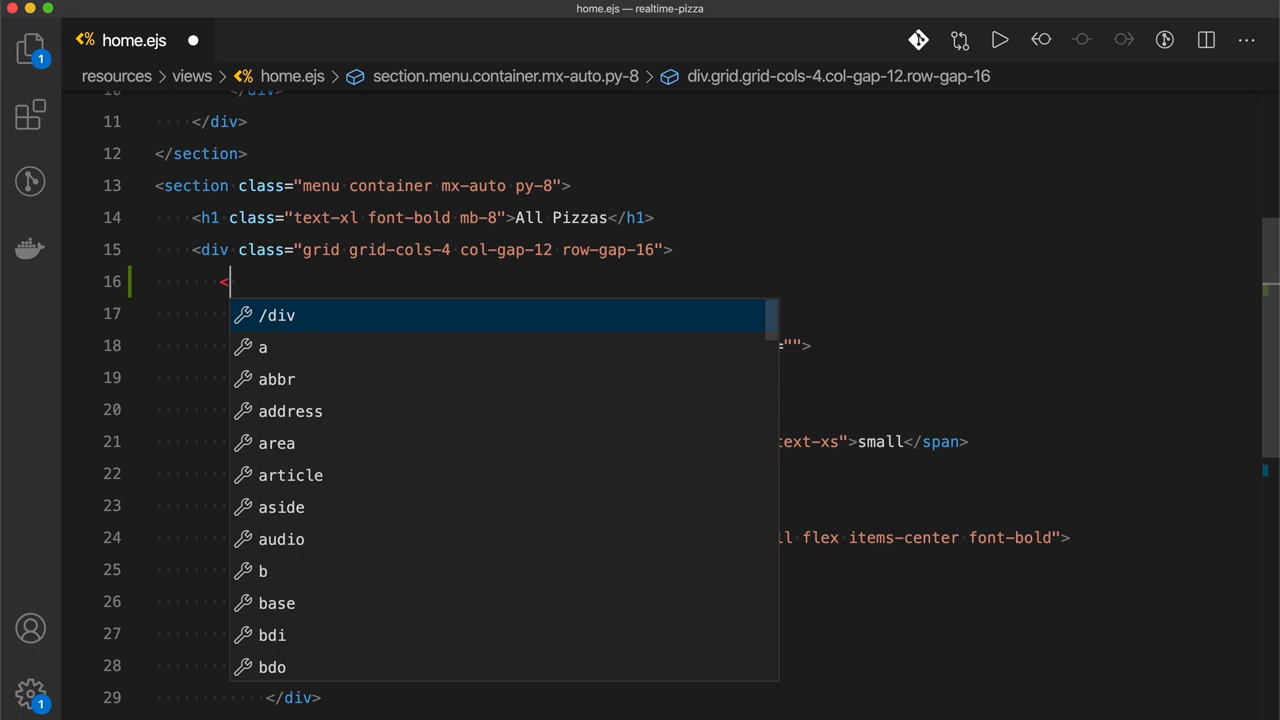 home.ejs — realtime-pizza
home.ejs
1
resources > views > home.ejs > section.menu.container.mx-auto.py-8 > div.grid.grid-cols-4.col-gap-12.row-gap-16
10 </div>
11 </div>
12 </section>
13 <section class="menu container mx-auto py-8">
14 <h1 class="text-xl font-bold mb-8">All Pizzas</h1>
15 <div class="grid grid-cols-4 col-gap-12 row-gap-16">
16 <
17 /div
18 a ="">
19 abbr
20 address
21 area text-xs">small</span>
22 article
23 aside
24 audio ll flex items-center font-bold">
25 b
26 base
27 bdi
28 bdo
29 </div>
1